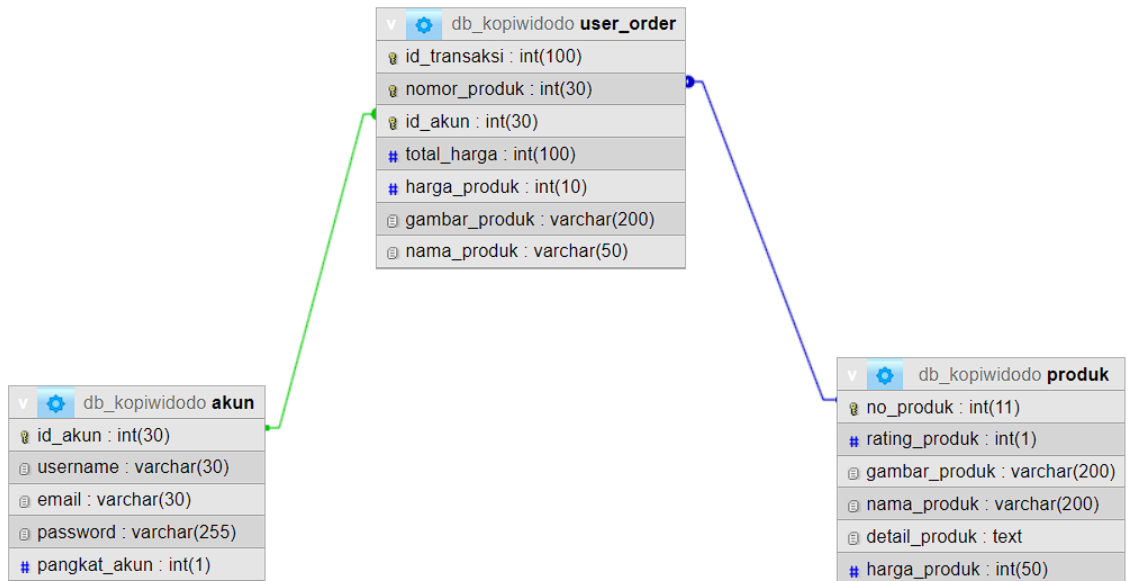 v db_kopiwidodo user_order
id_transaksi : int(100)
nomor_produk : int(30)
id_akun : int(30)
# total_harga : int(100)
# harga_produk : int(10)
gambar_produk : varchar(200)
nama_produk : varchar(50)
v db_kopiwidodo akun
id_akun : int(30)
username : varchar(30)
email : varchar(30)
password : varchar(255)
# pangkat_akun : int(1)
v db_kopiwidodo produk
no_produk : int(11)
# rating_produk : int(1)
gambar_produk : varchar(200)
nama_produk : varchar(200)
detail_produk : text
# harga_produk : int(50)